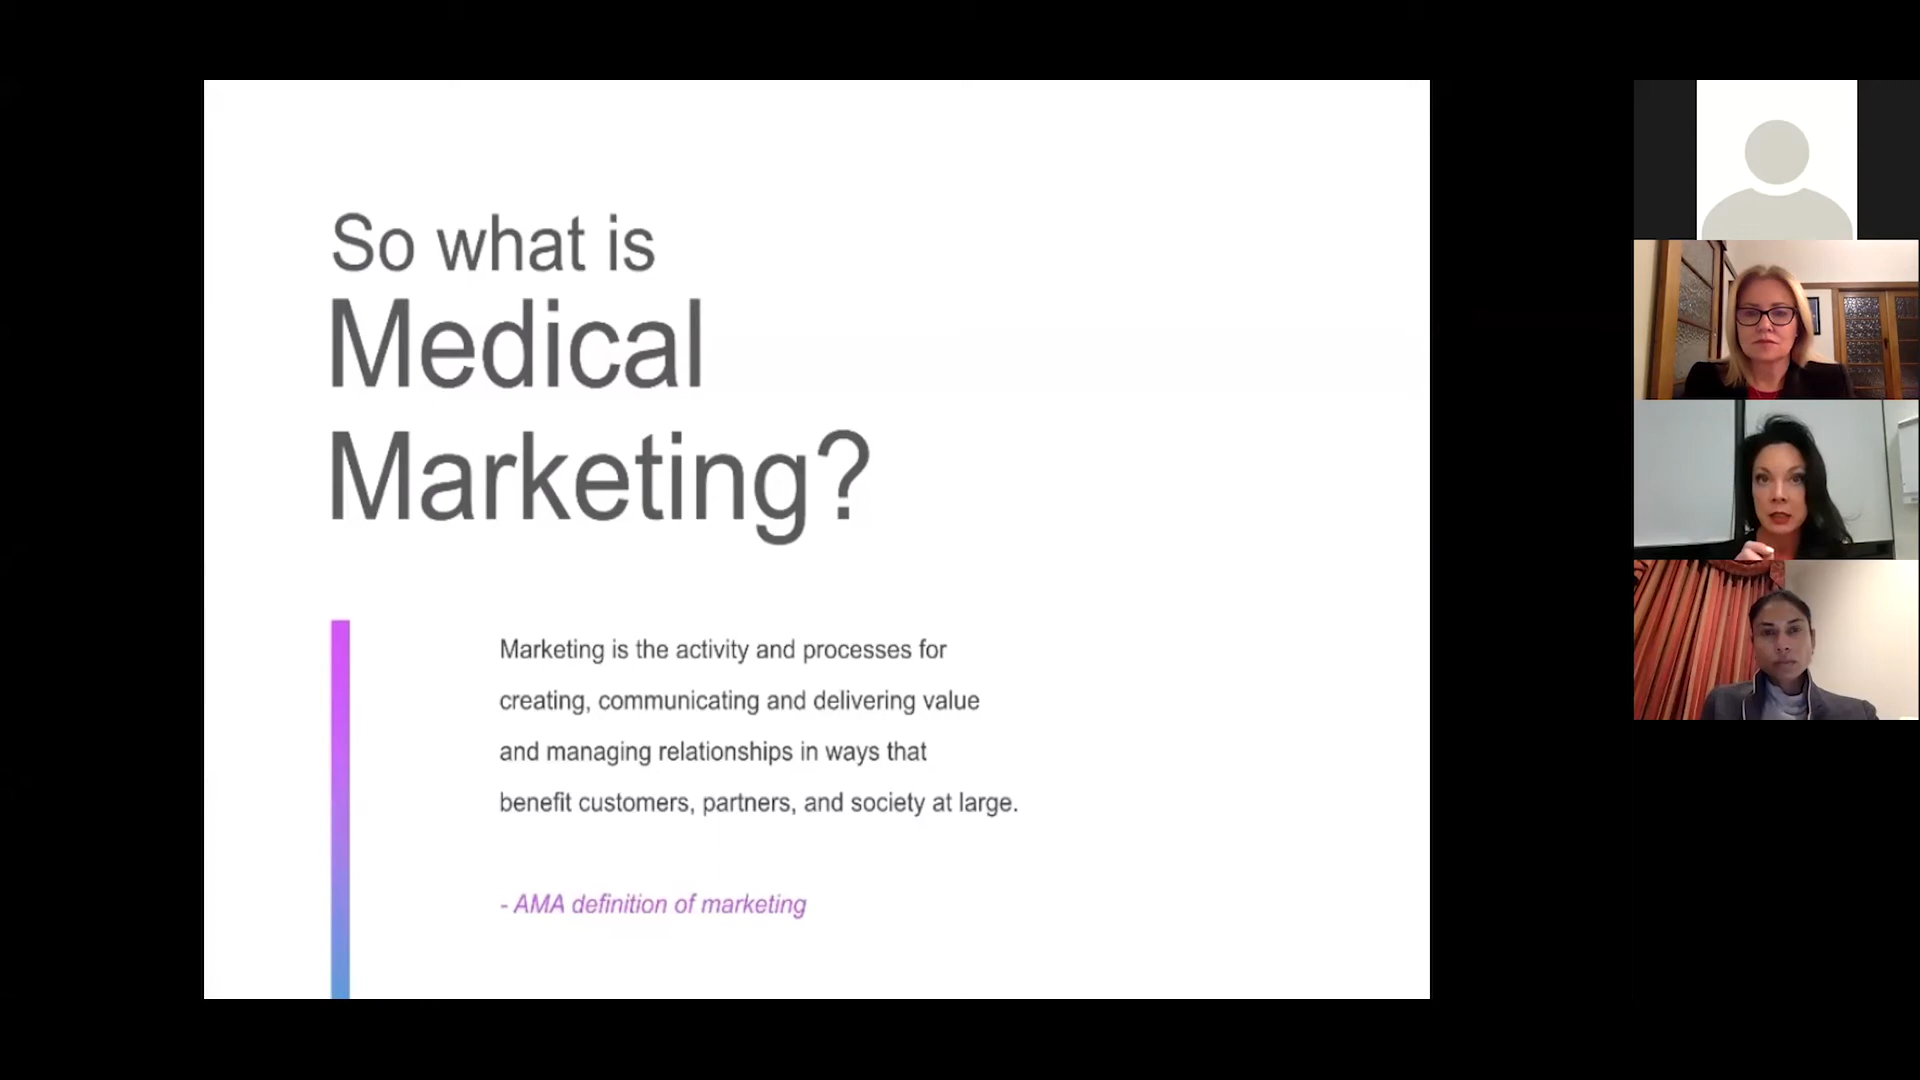 So what is
Medical
Marketing?
Marketing is the activity and processes for
creating, communicating and delivering value
and managing relationships in ways that
benefit customers, partners, and society at large.
- AMA definition of marketing